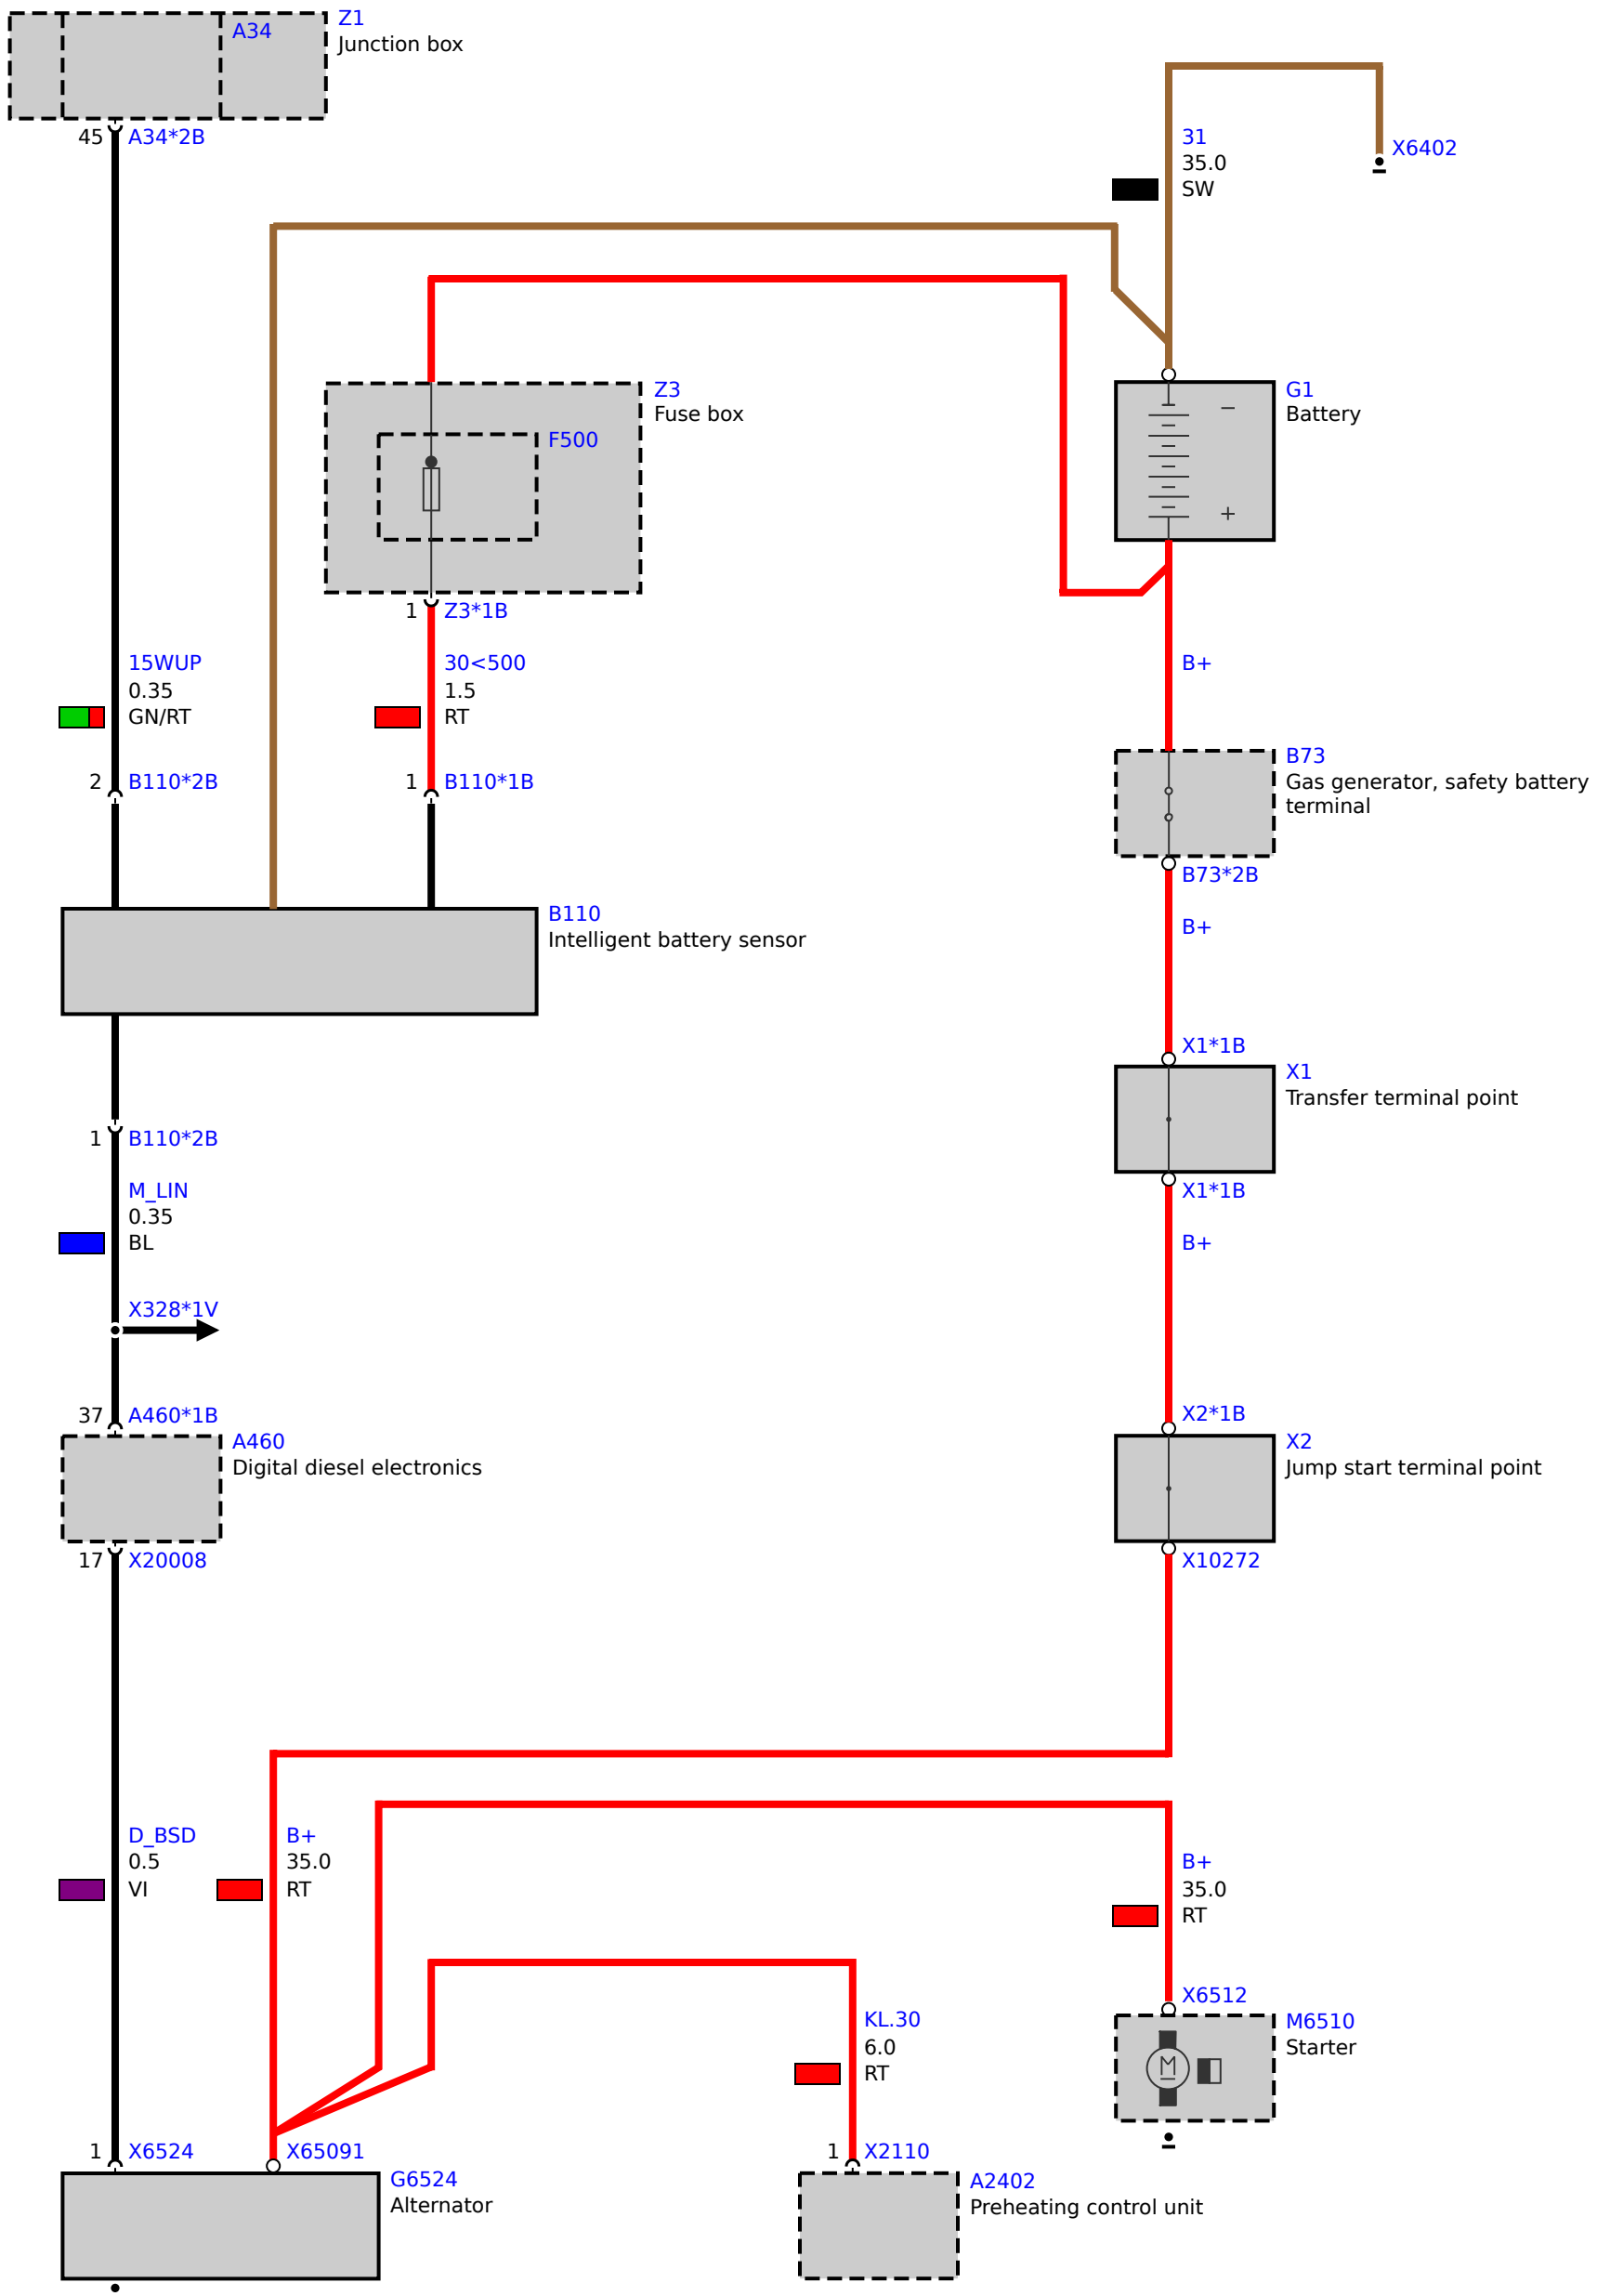 A34
Z1
Junction box
45 A34*2B
31
35.0
SW
X6402
Z3
Fuse box
F500
G1
Battery
−
+
1 Z3*1B
15WUP
0.35
GN/RT
30<500
1.5
RT
B+
2 B110*2B
1 B110*1B
B73
Gas generator, safety battery
terminal
B73*2B
B+
B110
Intelligent battery sensor
X1*1B
X1
Transfer terminal point
1 B110*2B
M_LIN
0.35
BL
X1*1B
B+
X328*1V
37 A460*1B
A460
Digital diesel electronics
X2*1B
X2
Jump start terminal point
17 X20008
X10272
D_BSD
0.5
VI
B+
35.0
RT
B+
35.0
RT
X6512
M6510
Starter
M
KL.30
6.0
RT
1 X6524
X65091
1 X2110
G6524
Alternator
A2402
Preheating control unit